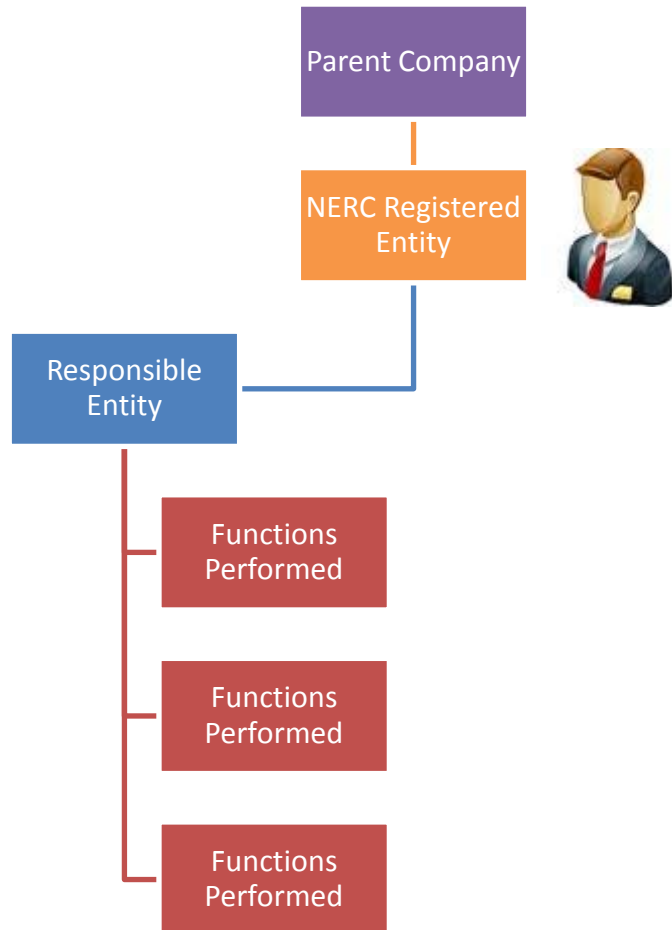 Parent Company
NERC Registered
Entity
Responsible
Entity
Functions
Performed
Functions
Performed
Functions
Performed